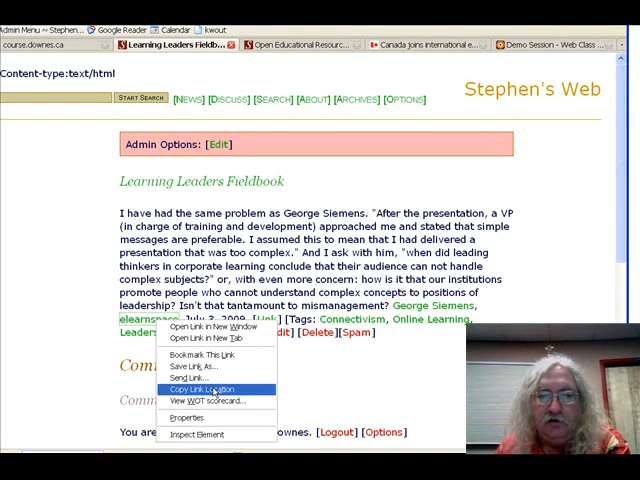 Admin Menu ~ Stephen... Google Reader Calendar kwout
course.downes.ca Learning Leaders Fieldb... Open Educational Resourc... Canada joins international e... Demo Session - Web Class ...
Content-type:text/html
START SEARCH [NEWS] [DISCUSS] [SEARCH] [ABOUT] [ARCHIVES] [OPTIONS]
Stephen's Web
Admin Options: [Edit]
Learning Leaders Fieldbook
I have had the same problem as George Siemens. "After the presentation, a VP
(in charge of training and development) approached me and stated that simple
messages are preferable. I assumed this to mean that I had delivered a
presentation that was too complex." And I ask with him, "when did leading
thinkers in corporate learning conclude that their audience can not handle
complex subjects?" or, with even more concern: how is it that our institutions
promote people who cannot understand complex concepts to positions of
leadership? Isn't that tantamount to mismanagement? George Siemens,
elearnspace, July 3, 2009. [Link] [Tags: Connectivism, Online Learning,
Leaders [Delete][Spam]
Open Link in New Window
Open Link in New Tab
Bookmark This Link
Save Link As...
Send Link...
Copy Link Location
View WOT scorecard...
Properties
Inspect Element
Comm
Comm
You are downes. [Logout] [Options]